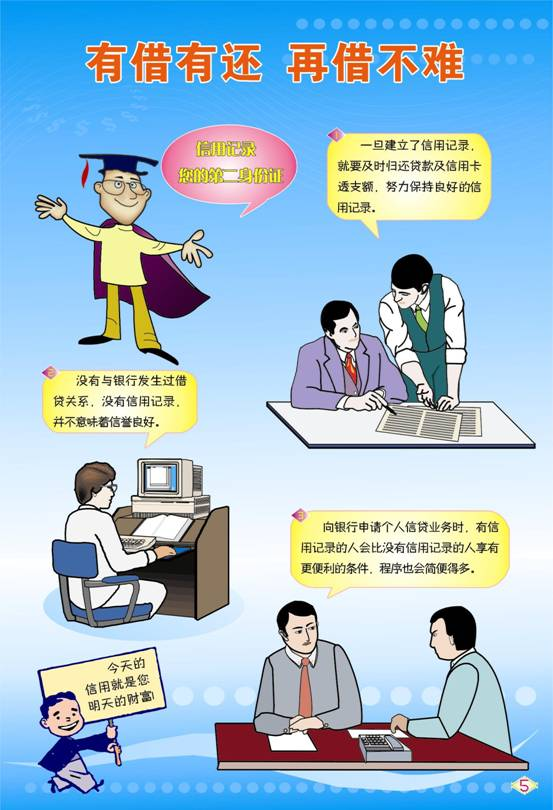 有借有还 再借不难
信用记录
您的第二身份证
1
一旦建立了信用记录，
就要及时归还贷款及信用卡
透支额，努力保持良好的信
用记录。
2
没有与银行发生过借
贷关系，没有信用记录，
并不意味着信誉良好。
3
向银行申请个人信贷业务时，有信
用记录的人会比没有信用记录的人享有
更便利的条件，程序也会简便得多。
今天的
信用就是您
明天的财富!
5